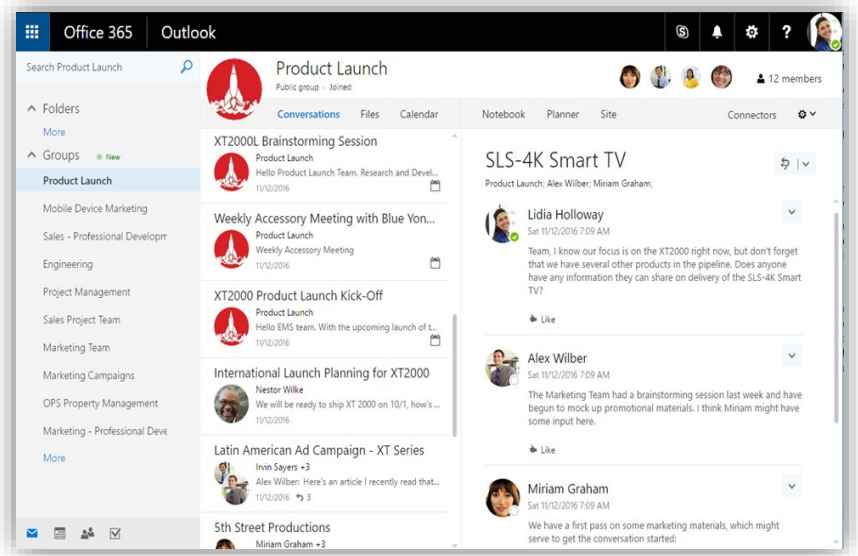 Office 365
Outlook
Search Product Launch
Folders
More
Groups
New
Product Launch
Mobile Device Marketing
Sales - Professional Developm
Engineering
Project Management
Sales Project Team
Marketing Team
Marketing Campaigns
OPS Property Management
Marketing - Professional Deve
More
Product Launch
Public group - Joined
12 members
Conversations Files Calendar Notebook Planner Site Connectors
XT2000L Brainstorming Session
Product Launch
Hello Product Launch Team. Research and Devel...
11/12/2016
Weekly Accessory Meeting with Blue Yon...
Product Launch
Weekly Accessory Meeting
11/12/2016
XT2000 Product Launch Kick-Off
Product Launch
Hello EMS team. With the upcoming launch of t...
11/12/2016
International Launch Planning for XT2000
Nestor Wilke
We will be ready to ship XT 2000 on 10/1, how's ...
11/12/2016
Latin American Ad Campaign - XT Series
Irvin Sayers +3
Alex Wilber: Here's an article I recently read that...
11/12/2016 3
5th Street Productions
Miriam Graham +3
SLS-4K Smart TV
Product Launch; Alex Wilber; Miriam Graham;
Lidia Holloway
Sat 11/12/2016 7:09 AM
Team, I know our focus is on the XT2000 right now, but don't forget
that we have several other products in the pipeline. Does anyone
have any information they can share on delivery of the SLS-4K Smart
TV?
Like
Alex Wilber
Sat 11/12/2016 7:09 AM
The Marketing Team had a brainstorming session last week and have
begun to mock up promotional materials. I think Miriam might have
some input here.
Like
Miriam Graham
Sat 11/12/2016 7:09 AM
We have a first pass on some marketing materials, which might
serve to get the conversation started: